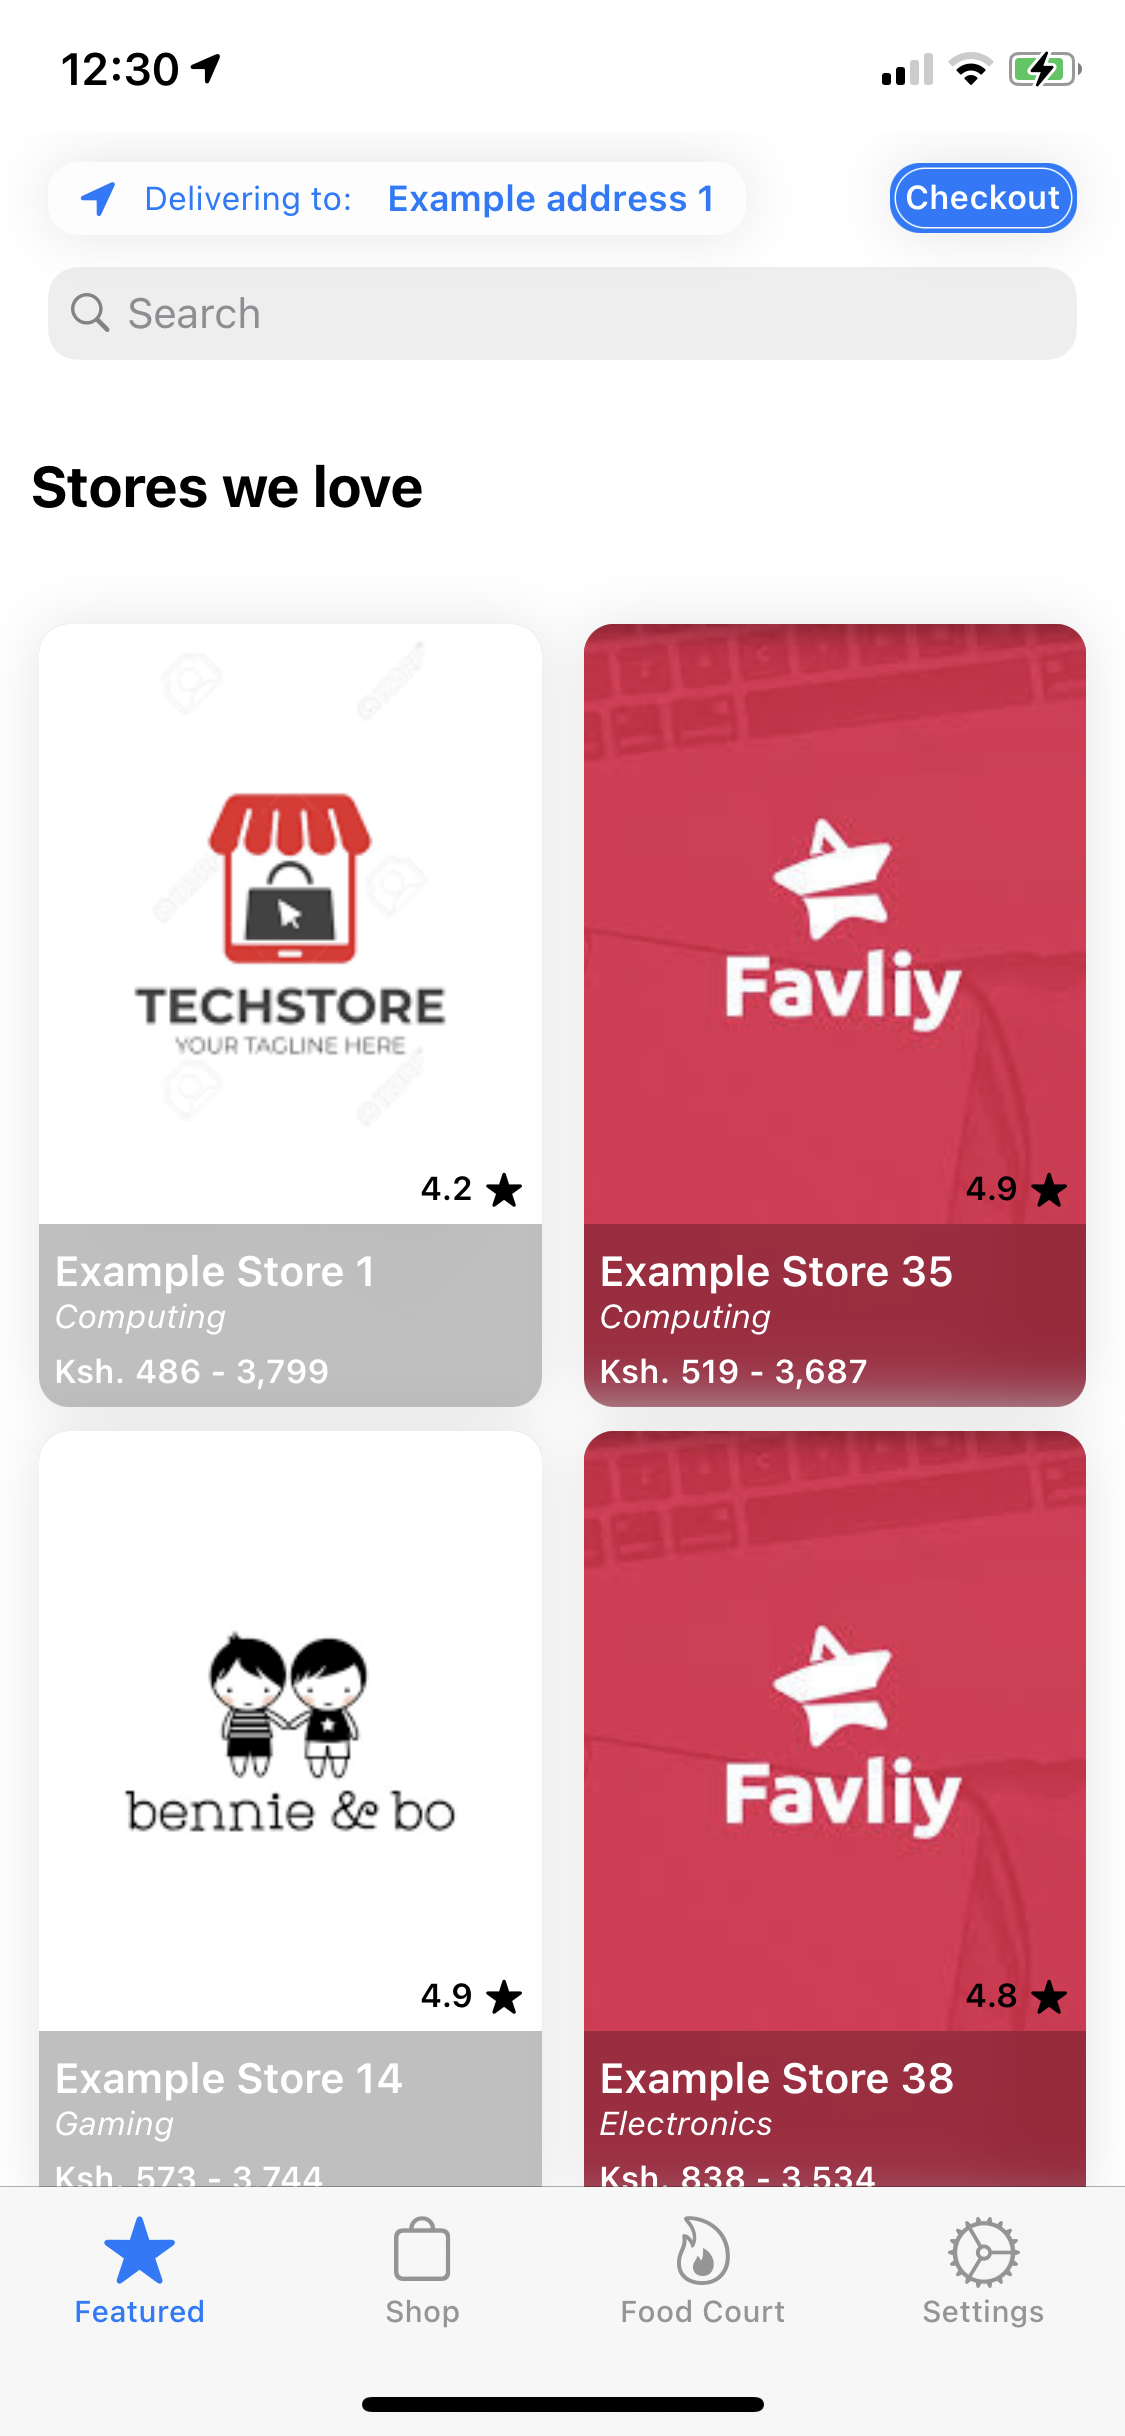 12:30
Delivering to: Example address 1
Checkout
Search
Stores we love
TECHSTORE
YOUR TAGLINE HERE
4.2
Example Store 1
Computing
Ksh. 486 - 3,799
Favliy
4.9
Example Store 35
Computing
Ksh. 519 - 3,687
bennie & bo
4.9
Example Store 14
Gaming
Ksh. 573 - 3,744
Favliy
4.8
Example Store 38
Electronics
Ksh. 838 - 3,534
Featured
Shop
Food Court
Settings